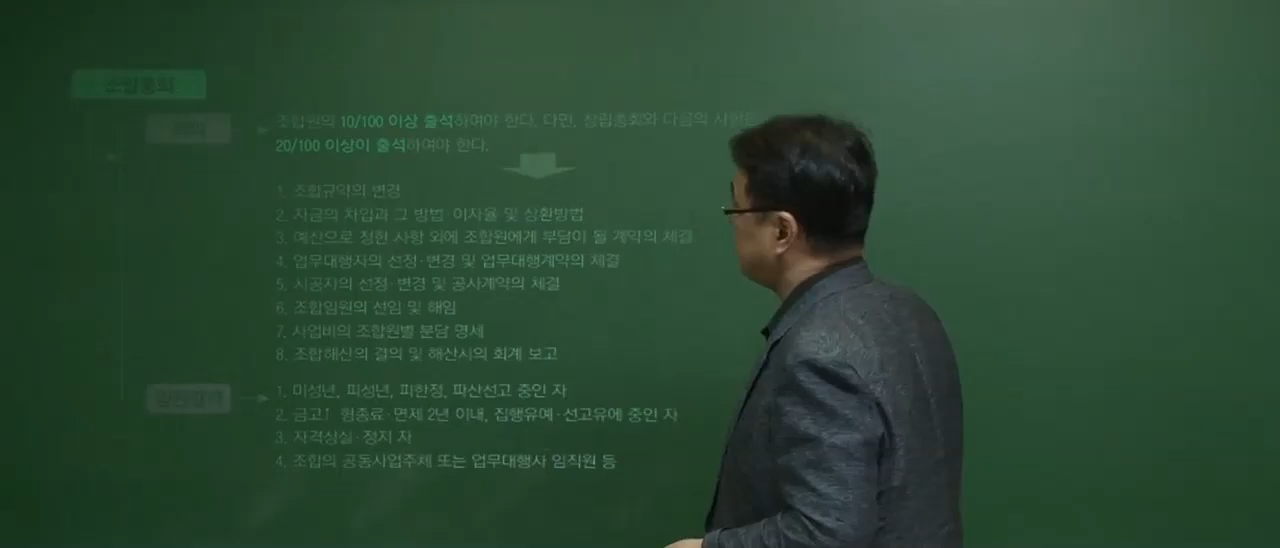 조합총회
조합원의 10/100 이상 출석하여야 한다. 다만, 창립총회와 다음의 사항은
20/100 이상이 출석하여야 한다.
1. 조합규약의 변경
2. 자금의 차입과 그 방법·이자율 및 상환방법
3. 예산으로 정한 사항 외에 조합원에게 부담이 될 계약의 체결
4. 업무대행자의 선정·변경 및 업무대행계약의 체결
5. 시공자의 선정·변경 및 공사계약의 체결
6. 조합임원의 선임 및 해임
7. 사업비의 조합원별 분담 명세
8. 조합해산의 결의 및 해산시의 회계 보고
1. 미성년, 피성년, 피한정, 파산선고 중인 자
2. 금고↑ 형종료·면제 2년 이내, 집행유예·선고유예 중인 자
3. 자격상실·정지 자
4. 조합의 공동사업주체 또는 업무대행사 임직원 등